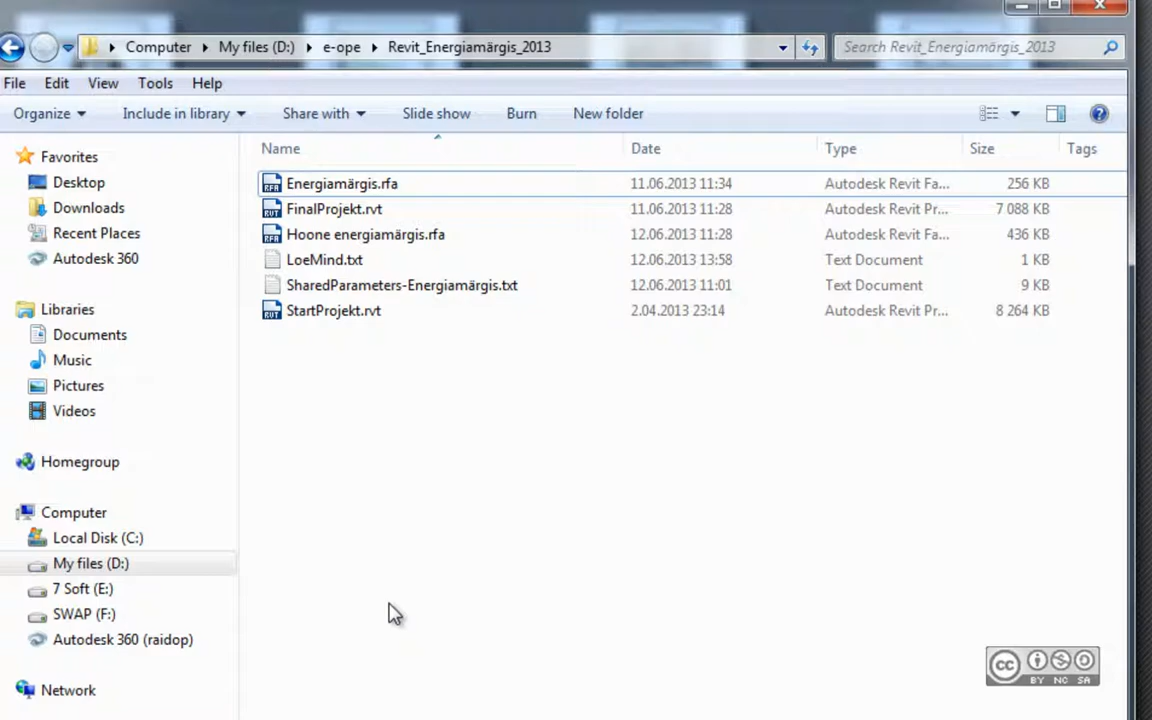 Computer My files (D:) e-ope Revit_Energiamärgis_2013 Search Revit_Energiamärgis_2013
File Edit View Tools Help
Organize Include in library Share with Slide show Burn New folder
Name Date Type Size Tags
Energiamärgis.rfa 11.06.2013 11:34 Autodesk Revit Fa... 256 KB
FinalProjekt.rvt 11.06.2013 11:28 Autodesk Revit Pr... 7 088 KB
Hoone energiamärgis.rfa 12.06.2013 11:28 Autodesk Revit Fa... 436 KB
LoeMind.txt 12.06.2013 13:58 Text Document 1 KB
SharedParameters-Energiamärgis.txt 12.06.2013 11:01 Text Document 9 KB
StartProjekt.rvt 2.04.2013 23:14 Autodesk Revit Pr... 8 264 KB
Favorites
Desktop
Downloads
Recent Places
Autodesk 360
Libraries
Documents
Music
Pictures
Videos
Homegroup
Computer
Local Disk (C:)
My files (D:)
7 Soft (E:)
SWAP (F:)
Autodesk 360 (raidop)
Network
cc
BY NC SA